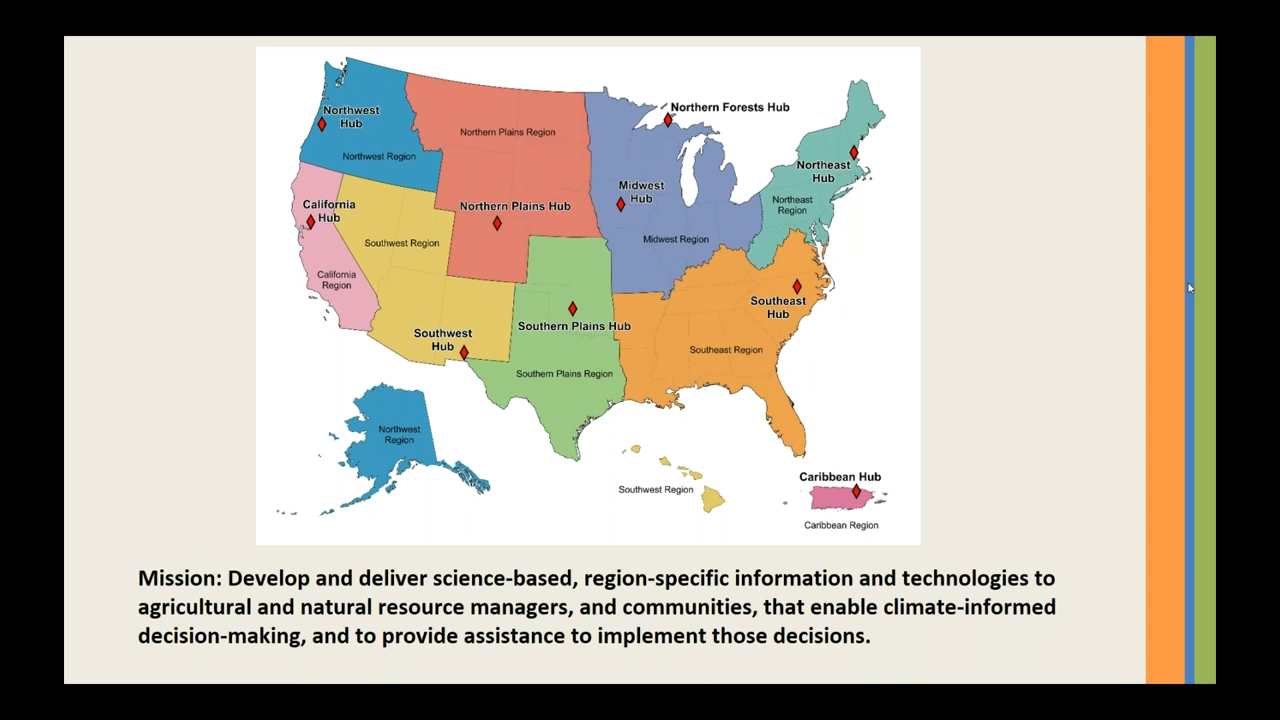 Northern Forests Hub
Northwest
Hub
Northern Plains Region
Northwest Region
Northeast
Hub
Midwest
Hub
California
Hub
Northern Plains Hub
Northeast
Region
Southwest Region
Midwest Region
California
Region
Southeast
Hub
Southern Plains Hub
Southwest
Hub
Southeast Region
Southern Plains Region
Northwest
Region
Southwest Region
Caribbean Hub
Caribbean Region
Mission: Develop and deliver science-based, region-specific information and technologies to
agricultural and natural resource managers, and communities, that enable climate-informed
decision-making, and to provide assistance to implement those decisions.